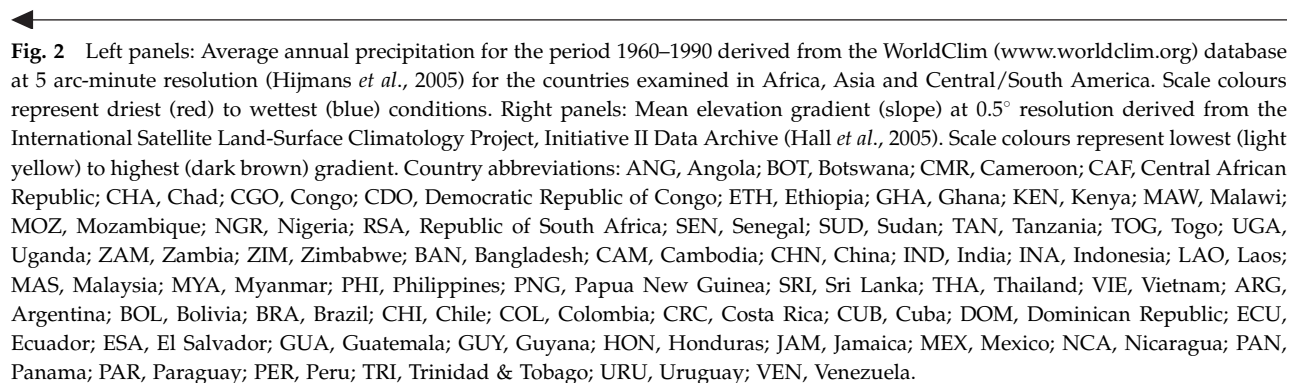 Fig. 2 Left panels: Average annual precipitation for the period 1960–1990 derived from the WorldClim (www.worldclim.org) database
at 5 arc-minute resolution (Hijmans et al., 2005) for the countries examined in Africa, Asia and Central/South America. Scale colours
represent driest (red) to wettest (blue) conditions. Right panels: Mean elevation gradient (slope) at 0.5° resolution derived from the
International Satellite Land-Surface Climatology Project, Initiative II Data Archive (Hall et al., 2005). Scale colours represent lowest (light
yellow) to highest (dark brown) gradient. Country abbreviations: ANG, Angola; BOT, Botswana; CMR, Cameroon; CAF, Central African
Republic; CHA, Chad; CGO, Congo; CDO, Democratic Republic of Congo; ETH, Ethiopia; GHA, Ghana; KEN, Kenya; MAW, Malawi;
MOZ, Mozambique; NGR, Nigeria; RSA, Republic of South Africa; SEN, Senegal; SUD, Sudan; TAN, Tanzania; TOG, Togo; UGA,
Uganda; ZAM, Zambia; ZIM, Zimbabwe; BAN, Bangladesh; CAM, Cambodia; CHN, China; IND, India; INA, Indonesia; LAO, Laos;
MAS, Malaysia; MYA, Myanmar; PHI, Philippines; PNG, Papua New Guinea; SRI, Sri Lanka; THA, Thailand; VIE, Vietnam; ARG,
Argentina; BOL, Bolivia; BRA, Brazil; CHI, Chile; COL, Colombia; CRC, Costa Rica; CUB, Cuba; DOM, Dominican Republic; ECU,
Ecuador; ESA, El Salvador; GUA, Guatemala; GUY, Guyana; HON, Honduras; JAM, Jamaica; MEX, Mexico; NCA, Nicaragua; PAN,
Panama; PAR, Paraguay; PER, Peru; TRI, Trinidad & Tobago; URU, Uruguay; VEN, Venezuela.